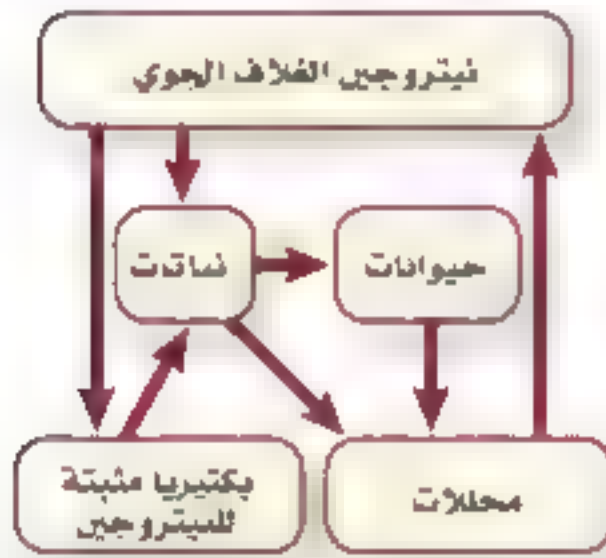 نيتروجين الغلاف الجوي
نباتات
حيوانات
بكتيريا مثبتة
للنيتروجين
محللات